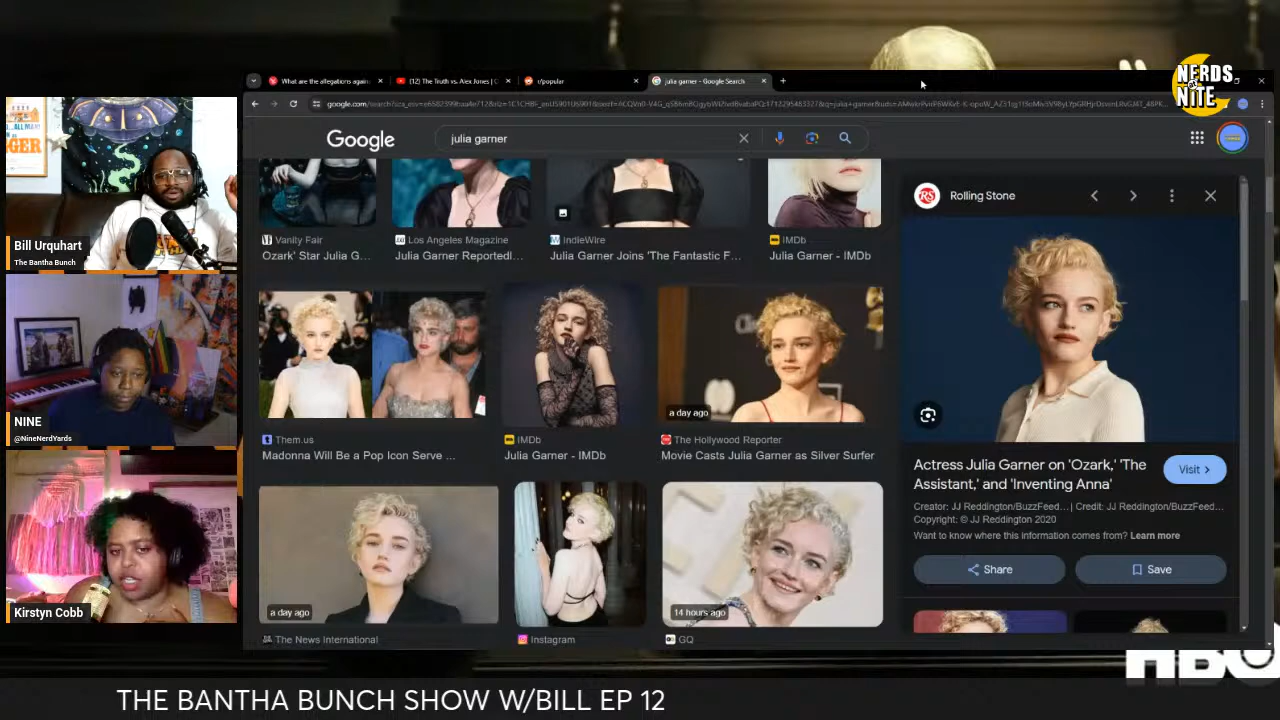 What are the allegations again
[12] The Truth vs. Alex Jones | C
r/popular
julia garner - Google Search
NERDS
@
NITE
Google
julia garner
Rolling Stone
Vanity Fair
Ozark' Star Julia G...
Los Angeles Magazine
Julia Garner Reportedl...
IndieWire
Julia Garner Joins 'The Fantastic F...
IMDb
Julia Garner - IMDb
Bill Urquhart
The Bantha Bunch
NINE
@NineNerdYards
Kirstyn Cobb
a day ago
Them.us
Madonna Will Be a Pop Icon Serve ...
IMDb
Julia Garner - IMDb
The Hollywood Reporter
Movie Casts Julia Garner as Silver Surfer
Actress Julia Garner on 'Ozark,' 'The
Assistant,' and 'Inventing Anna'
Visit >
Creator: JJ Reddington/BuzzFeed... | Credit: JJ Reddington/BuzzFeed...
Copyright: © JJ Reddington 2020
Want to know where this information comes from? Learn more
Share
Save
a day ago
The News International
Instagram
14 hours ago
GQ
HBO
THE BANTHA BUNCH SHOW W/BILL EP 12